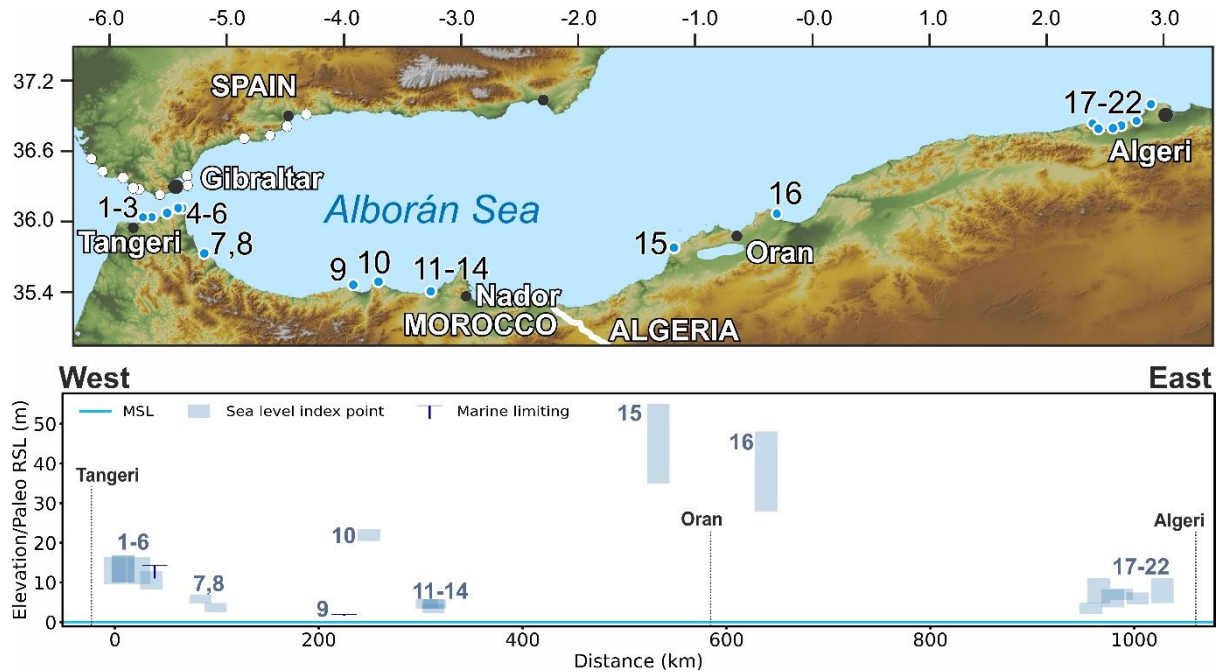 -6.0 -5.0 -4.0 -3.0 -2.0 -1.0 -0.0 1.0 2.0 3.0
37.2
36.6
36.0
35.4
SPAIN
17-22
Algeri
Gibraltar
1-3
4-6
Alborán Sea
16
Tangeri
7,8
15
Oran
9
10
11-14
Nador
MOROCCO
ALGERIA
West
East
MSL
Sea level index point
Marine limiting
Elevation/Paleo RSL (m)
50
40
30
20
10
0
15
16
Tangeri
Oran
Algeri
1-6
10
7,8
9
11-14
17-22
0 200 400 600 800 1000
Distance (km)